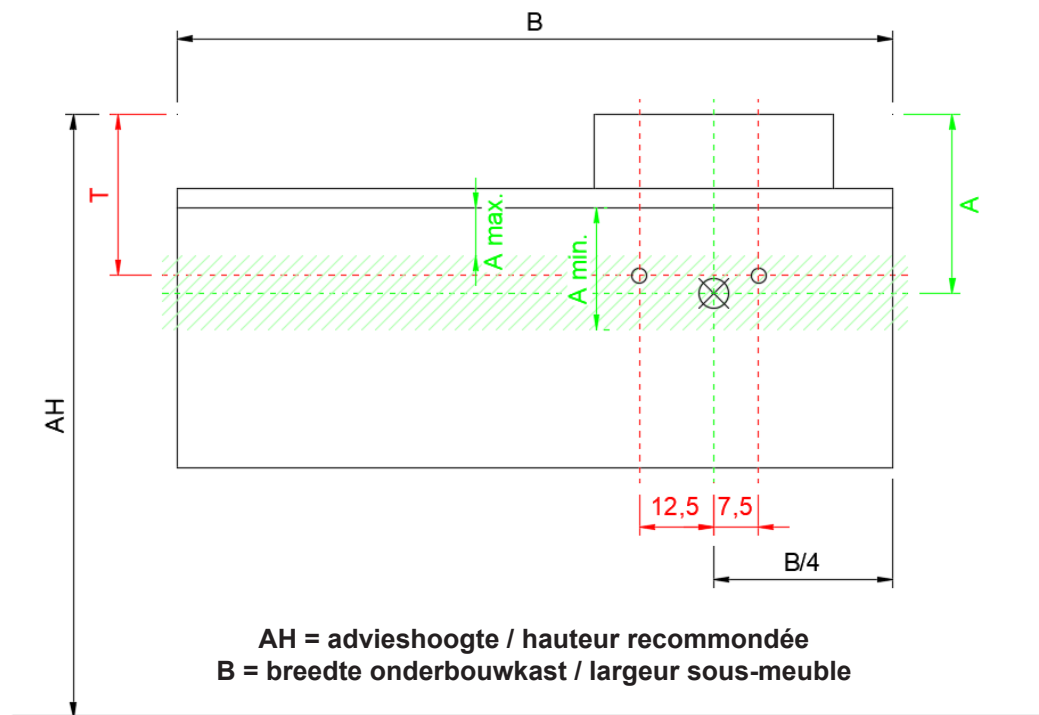 B
T
A max.
A min.
A
AH
12,5
7,5
B/4
AH = advieshoogte / hauteur recommondée
B = breedte onderbouwkast / largeur sous-meuble